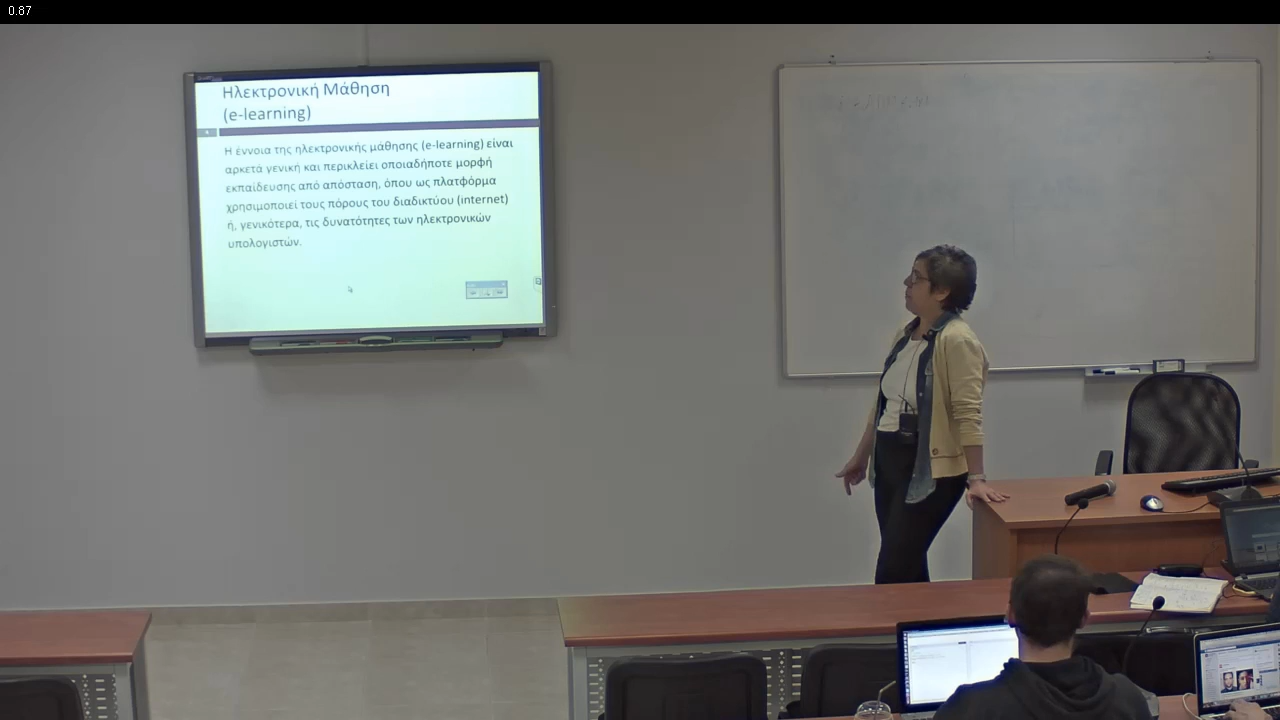 0.87
Ηλεκτρονική Μάθηση
(e-learning)
4
Η έννοια της ηλεκτρονικής μάθησης (e-learning) είναι
αρκετά γενική και περικλείει οποιαδήποτε μορφή
εκπαίδευσης από απόσταση, όπου ως πλατφόρμα
χρησιμοποιεί τους πόρους του διαδικτύου (internet)
ή, γενικότερα, τις δυνατότητες των ηλεκτρονικών
υπολογιστών.